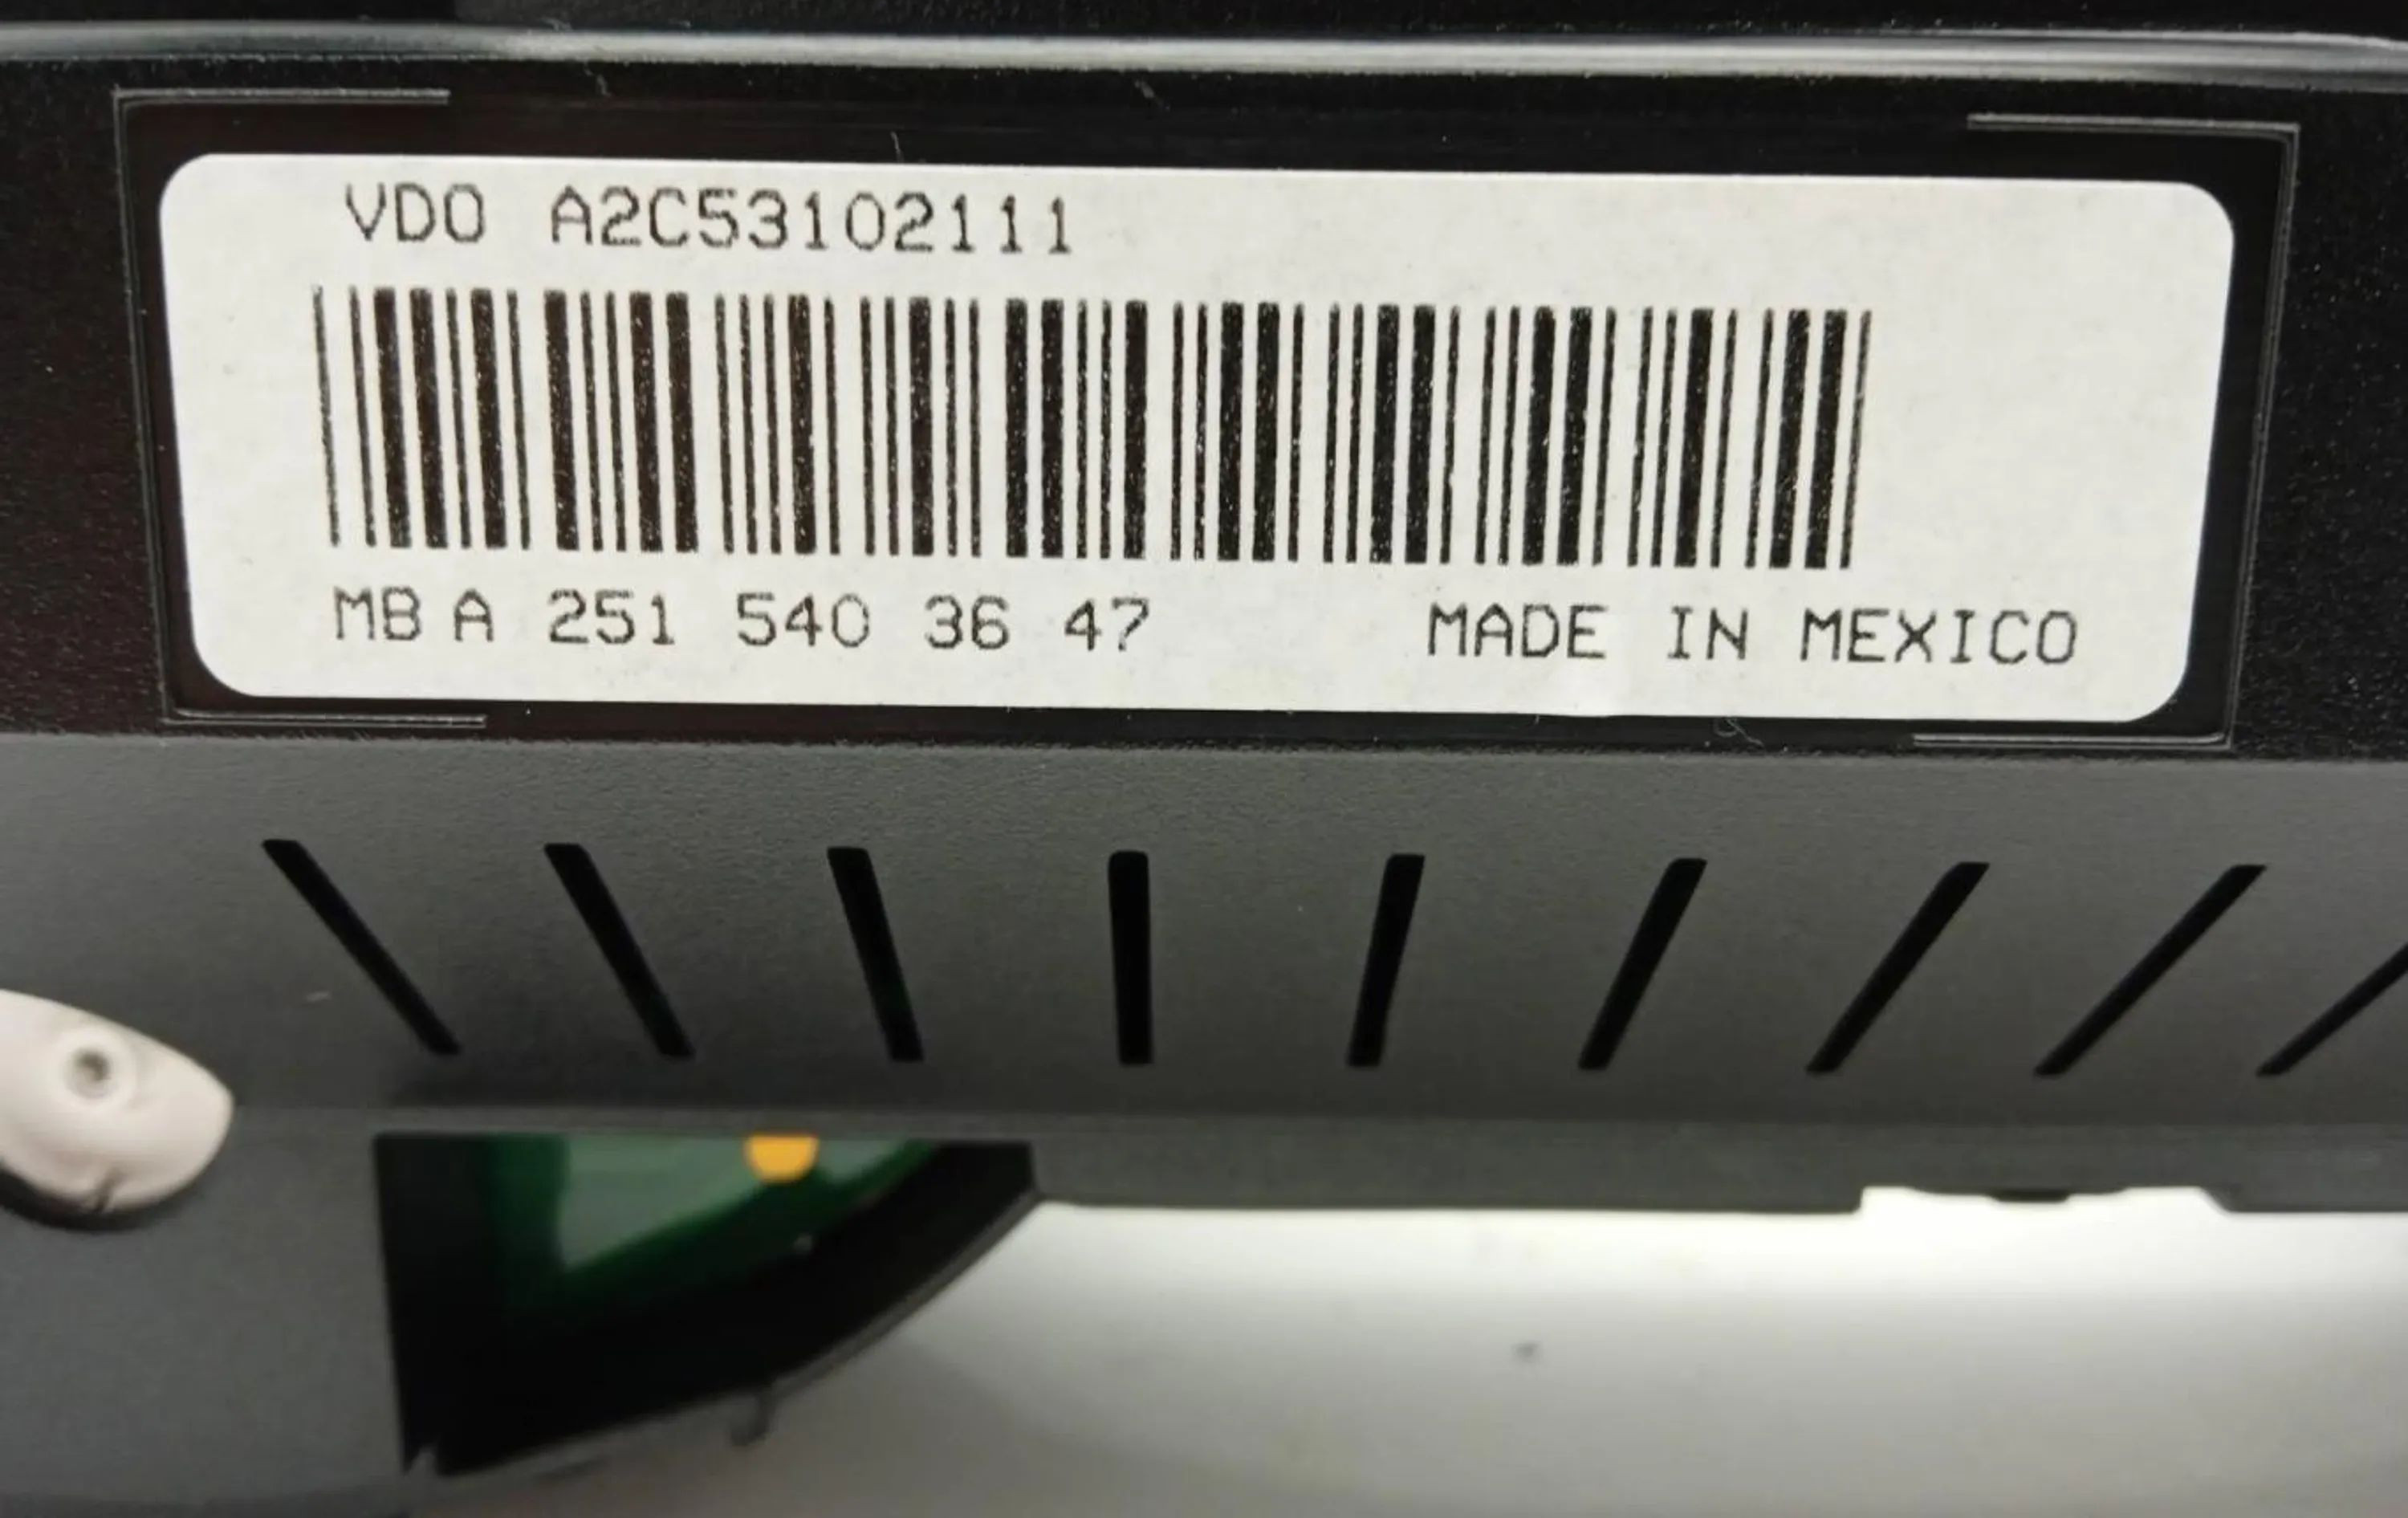 VDO A2C53102111
MB A 251 540 36 47 MADE IN MEXICO